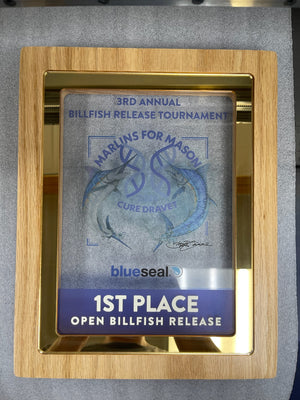 3RD ANNUAL
BILLFISH RELEASE TOURNAMENT
MARLINS FOR MASON
CURE DRAVET
blueseal
1ST PLACE
OPEN BILLFISH RELEASE